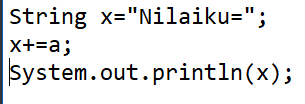 String x="Nilaiku=";
x+=a;
System.out.println(x);